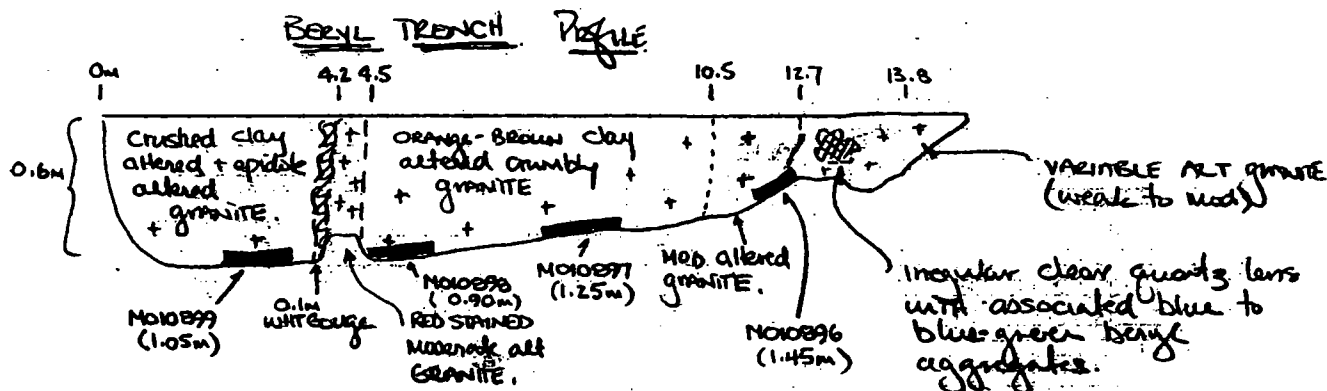 BERYL TRENCH Profile
0m 4.2 4.5 10.5 12.7 13.8
0.6m
Crushed clay
altered + epidote
altered
GRANITE.
ORANGE-BROWN clay
altered crumbly
GRANITE
VARIABLE ALT GRANITE
(weak to Mod)
M010899
(1.05m)
0.1m
WHT GOUGE
RED STAINED
Moderate alt
GRANITE.
M010898
(0.90m)
M010897
(1.25m)
MOD altered
GRANITE.
M010896
(1.45m)
Irregular clear quartz lens
with associated blue to
blue-green beryl
aggregates.